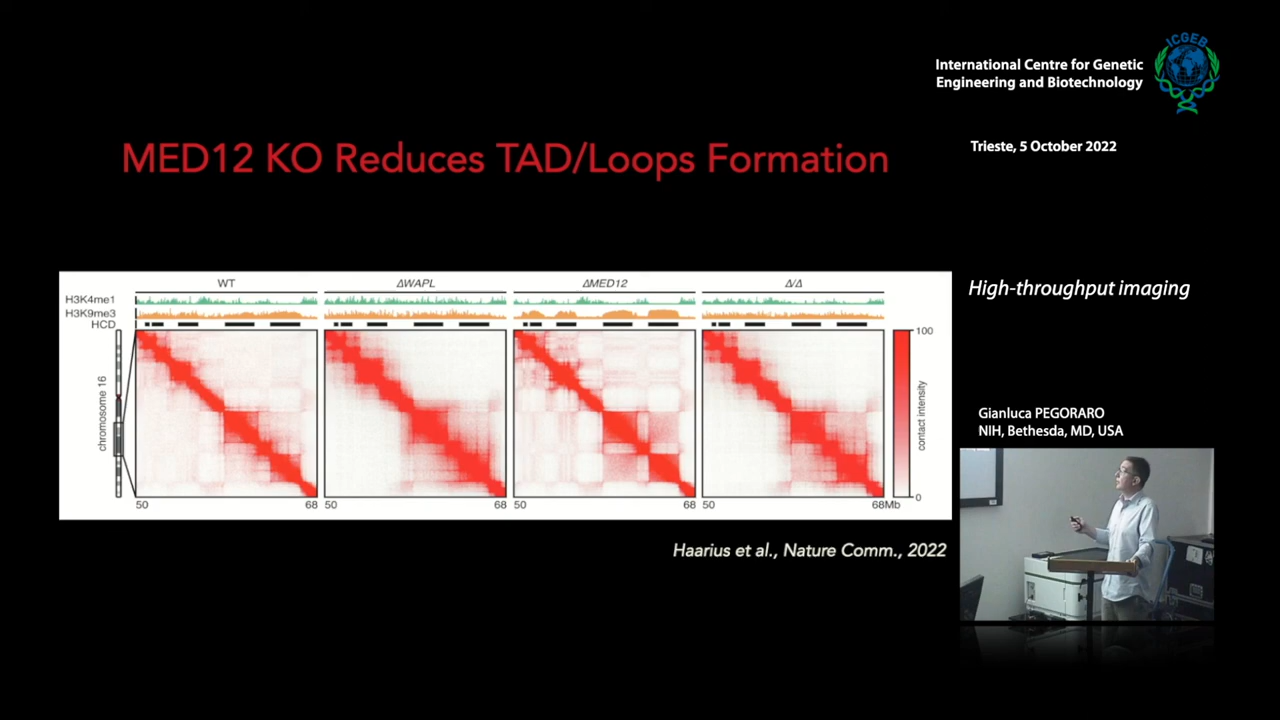 ICGEB
International Centre for Genetic
Engineering and Biotechnology
Trieste, 5 October 2022
MED12 KO Reduces TAD/Loops Formation
High-throughput imaging
WT ΔWAPL ΔMED12 Δ/Δ
H3K4me1
H3K9me3
HCD
chromosome 16
100
contact intensity
0
50 68 50 68 50 68 50 68Mb
Haarius et al., Nature Comm., 2022
Gianluca PEGORARO
NIH, Bethesda, MD, USA